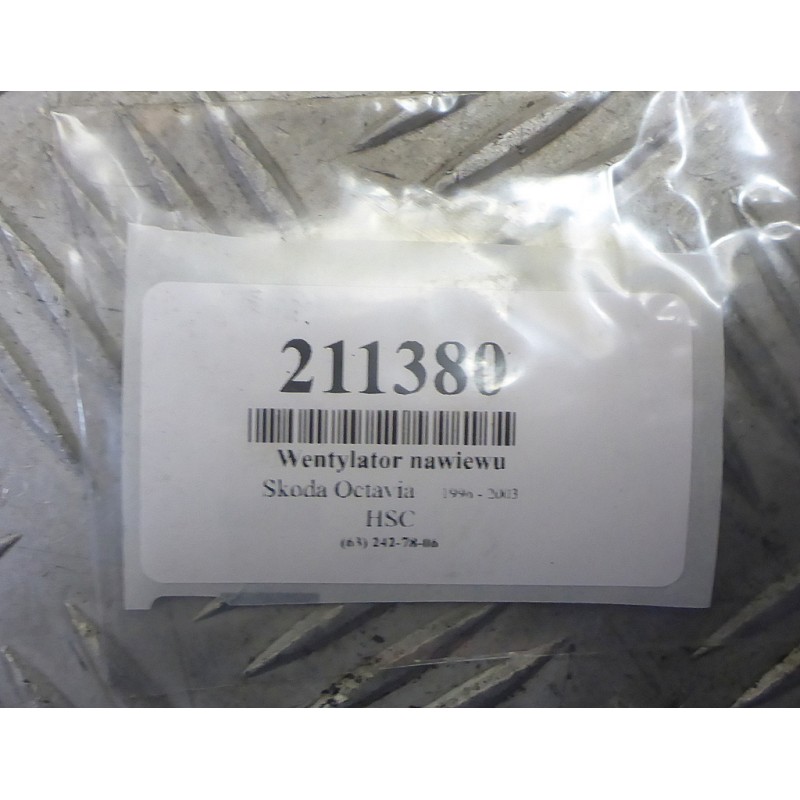 211380
Wentylator nawiewu
Skoda Octavia 1996 - 2003
HSC
(63) 242-78-06